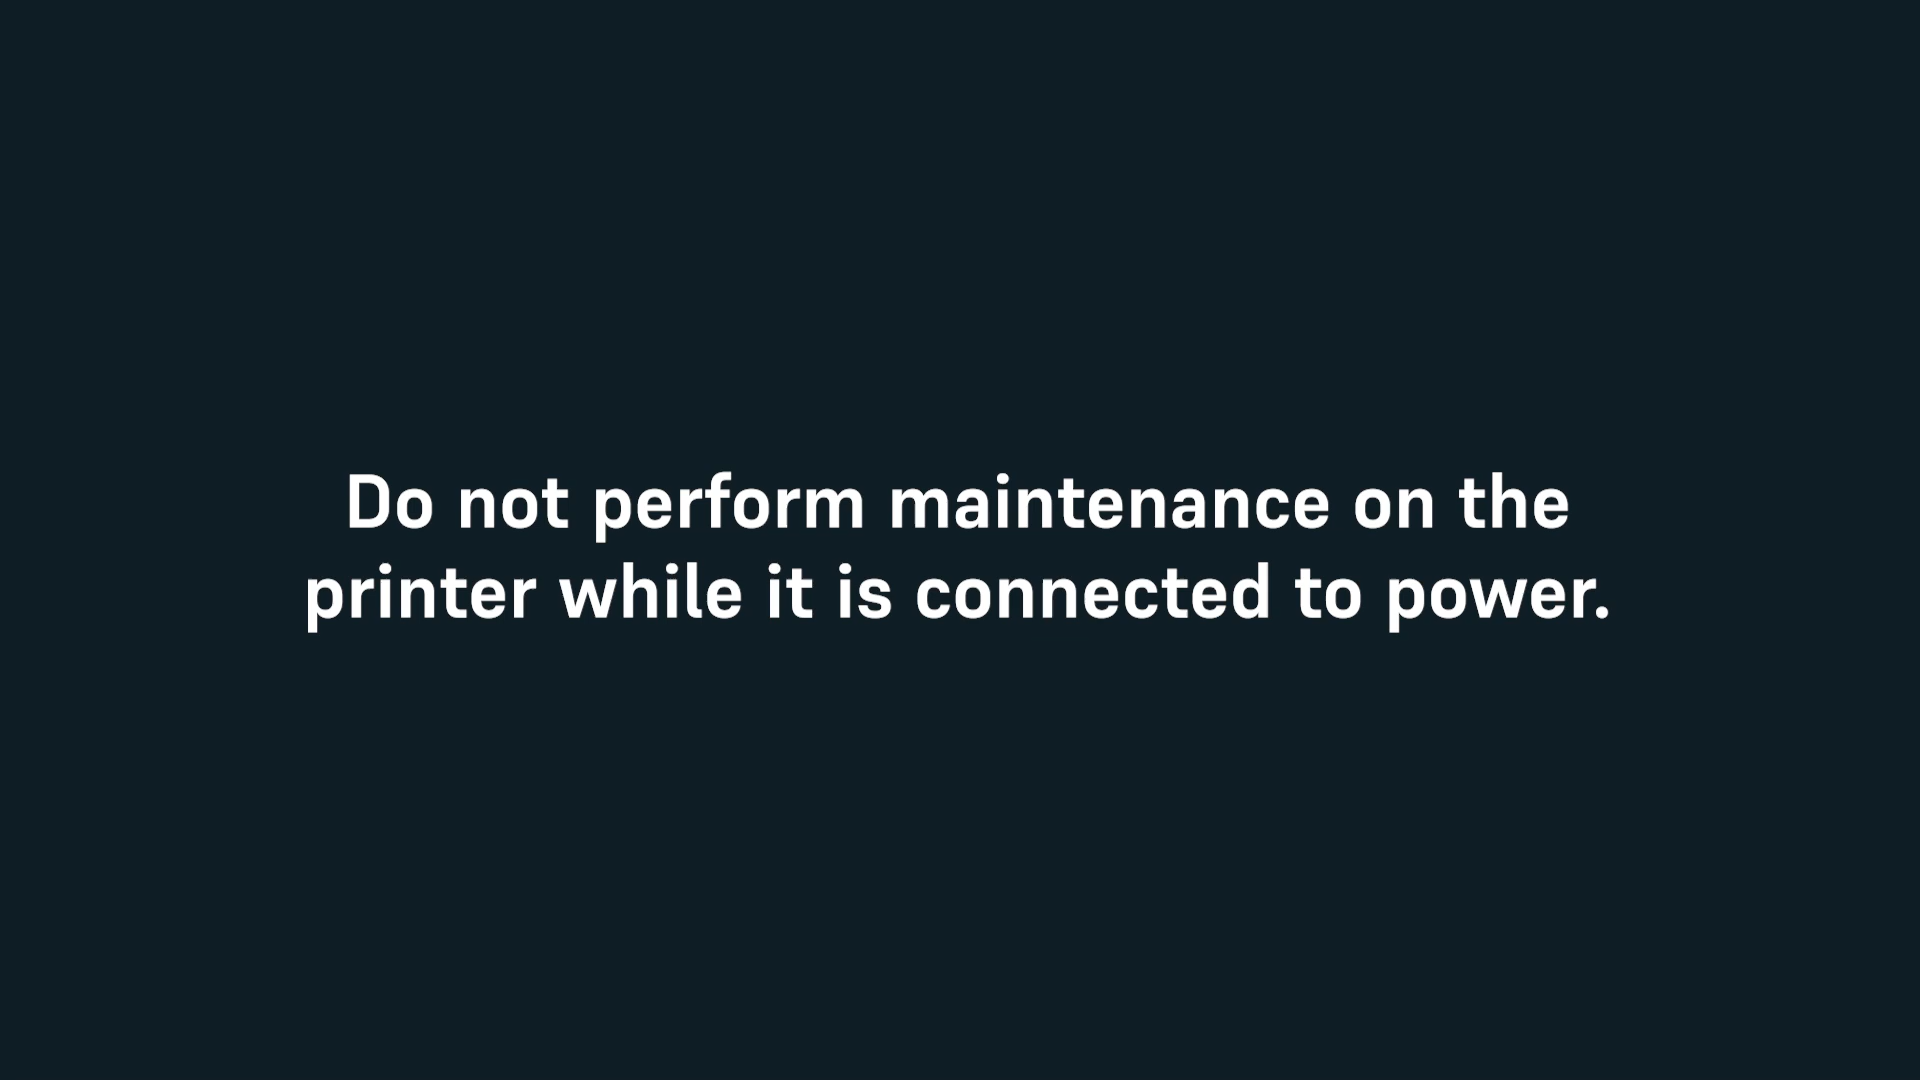 Do not perform maintenance on the
printer while it is connected to power.